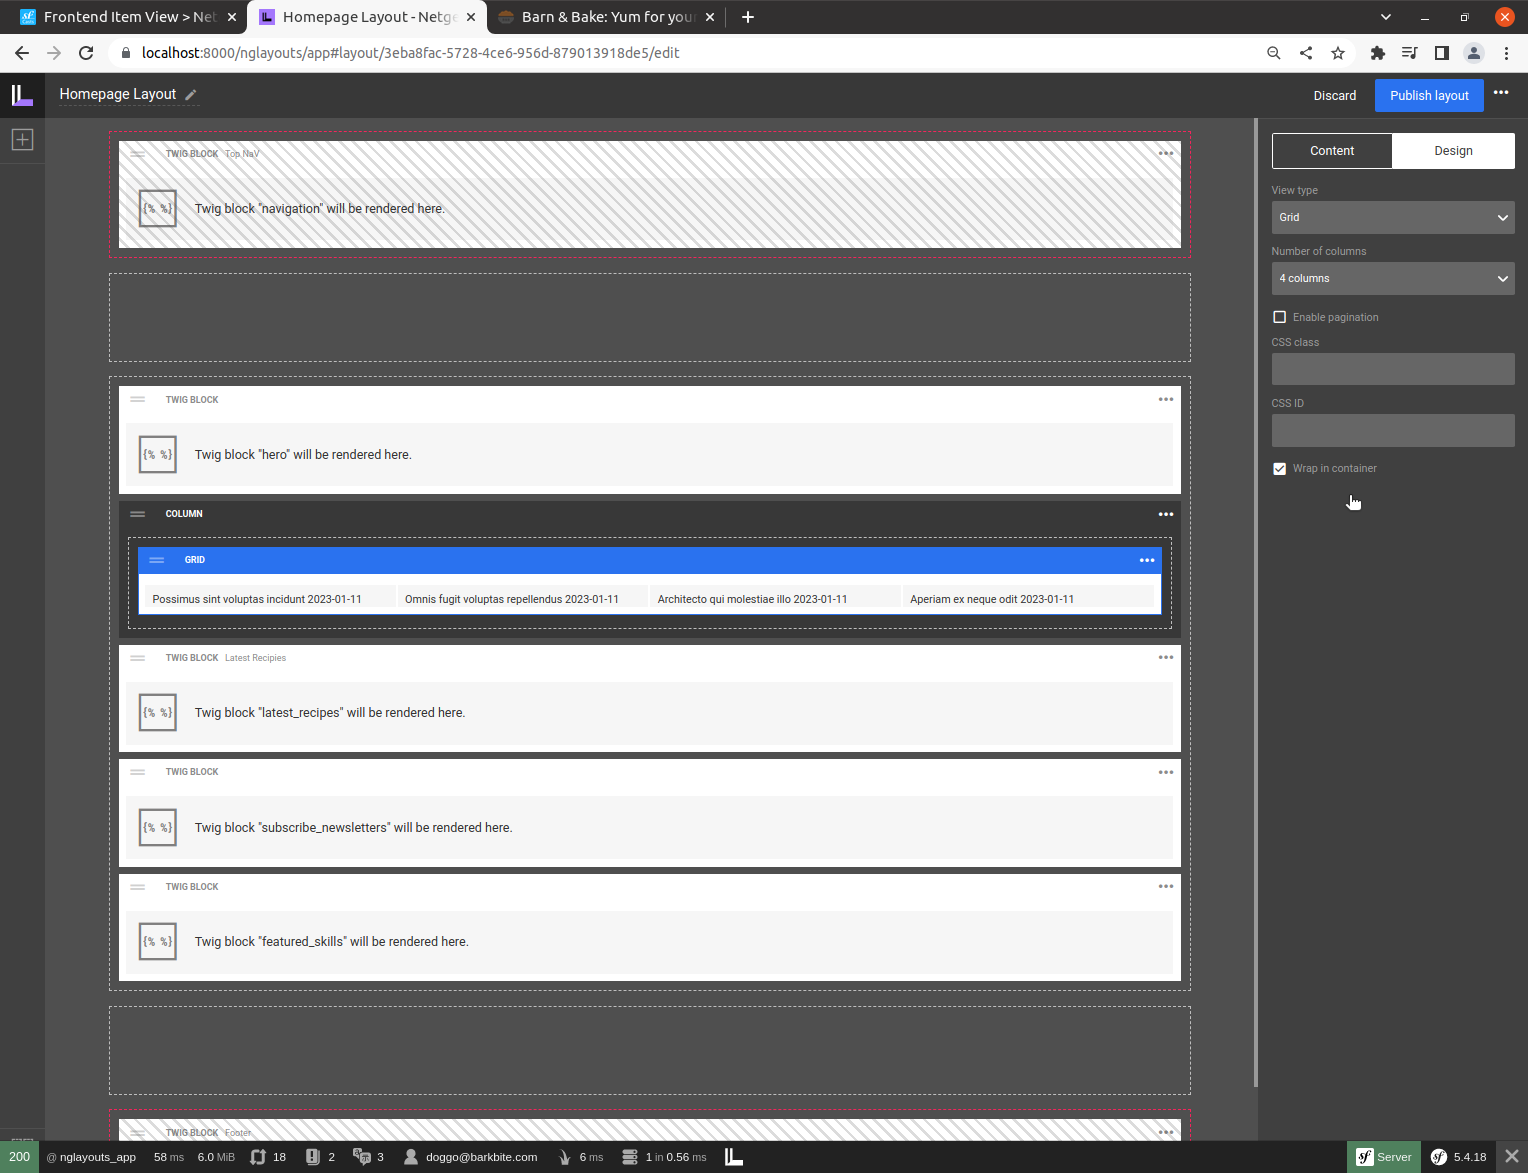 Frontend Item View > Net
Homepage Layout - Netge
Barn & Bake: Yum for your
localhost:8000/nglayouts/app#layout/3eba8fac-5728-4ce6-956d-879013918de5/edit
Homepage Layout
Discard
Publish layout
TWIG BLOCK Top NaV
{% %}
Twig block "navigation" will be rendered here.
TWIG BLOCK
{% %}
Twig block "hero" will be rendered here.
COLUMN
GRID
Possimus sint voluptas incidunt 2023-01-11
Omnis fugit voluptas repellendus 2023-01-11
Architecto qui molestiae illo 2023-01-11
Aperiam ex neque odit 2023-01-11
TWIG BLOCK Latest Recipies
{% %}
Twig block "latest_recipes" will be rendered here.
TWIG BLOCK
{% %}
Twig block "subscribe_newsletters" will be rendered here.
TWIG BLOCK
{% %}
Twig block "featured_skills" will be rendered here.
TWIG BLOCK Footer
Content
Design
View type
Grid
Number of columns
4 columns
Enable pagination
CSS class
CSS ID
Wrap in container
200 @ nglayouts_app 58 ms 6.0 MiB 18 2 3 doggo@barkbite.com 6 ms 1 in 0.56 ms Server 5.4.18